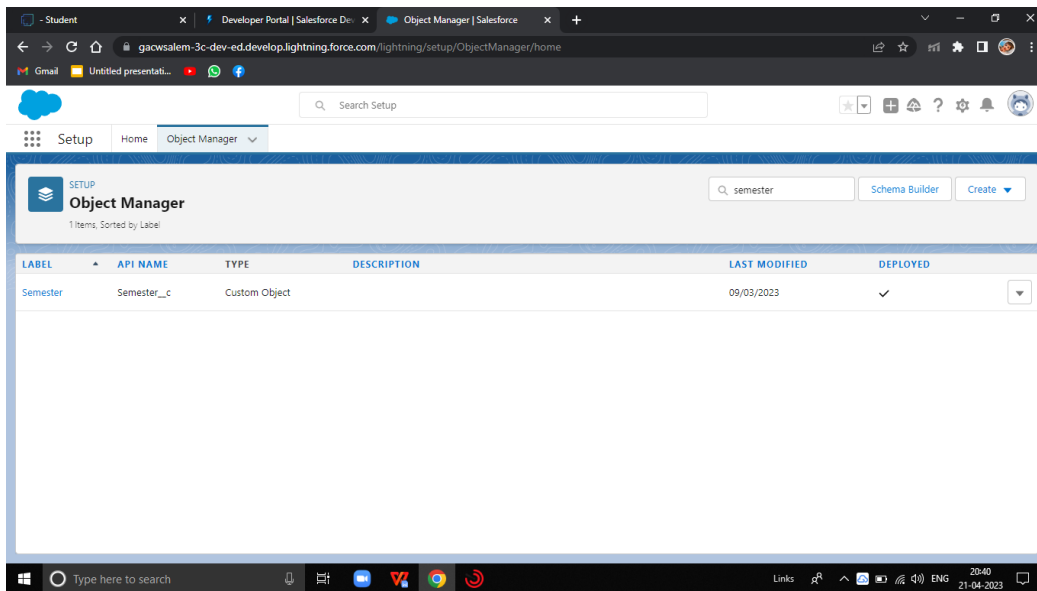 - Student
Developer Portal | Salesforce Dev
Object Manager | Salesforce
gacwsalem-3c-dev-ed.develop.lightning.force.com/lightning/setup/ObjectManager/home
Gmail Untitled presentati...
Search Setup
Setup Home Object Manager
SETUP
Object Manager
1 Items, Sorted by Label
semester
Schema Builder
Create
LABEL API NAME TYPE DESCRIPTION LAST MODIFIED DEPLOYED
Semester Semester__c Custom Object 09/03/2023
Type here to search
Links
ENG
20:40
21-04-2023